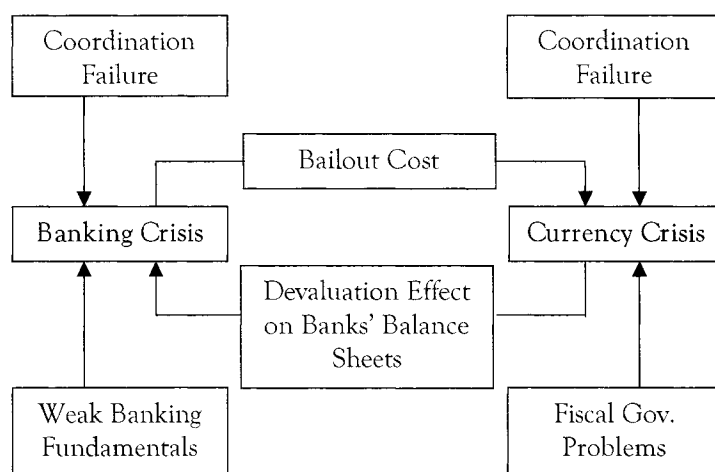 Coordination
Failure
Coordination
Failure
Bailout Cost
Banking Crisis
Currency Crisis
Devaluation Effect
on Banks' Balance
Sheets
Weak Banking
Fundamentals
Fiscal Gov.
Problems